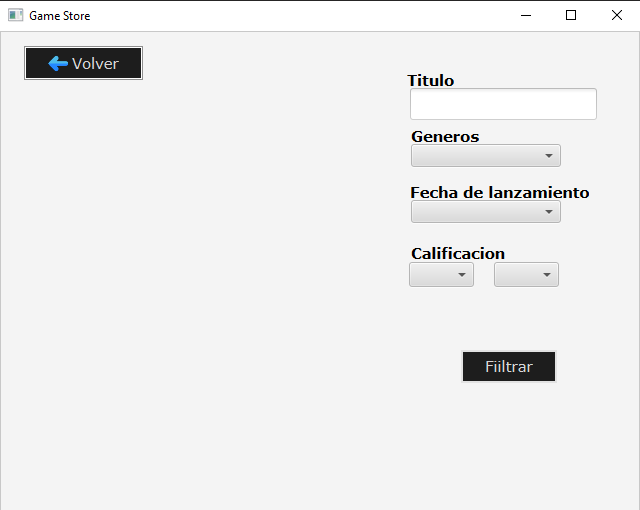 Game Store
Volver
Titulo
Generos
Fecha de lanzamiento
Calificacion
Fiiltrar